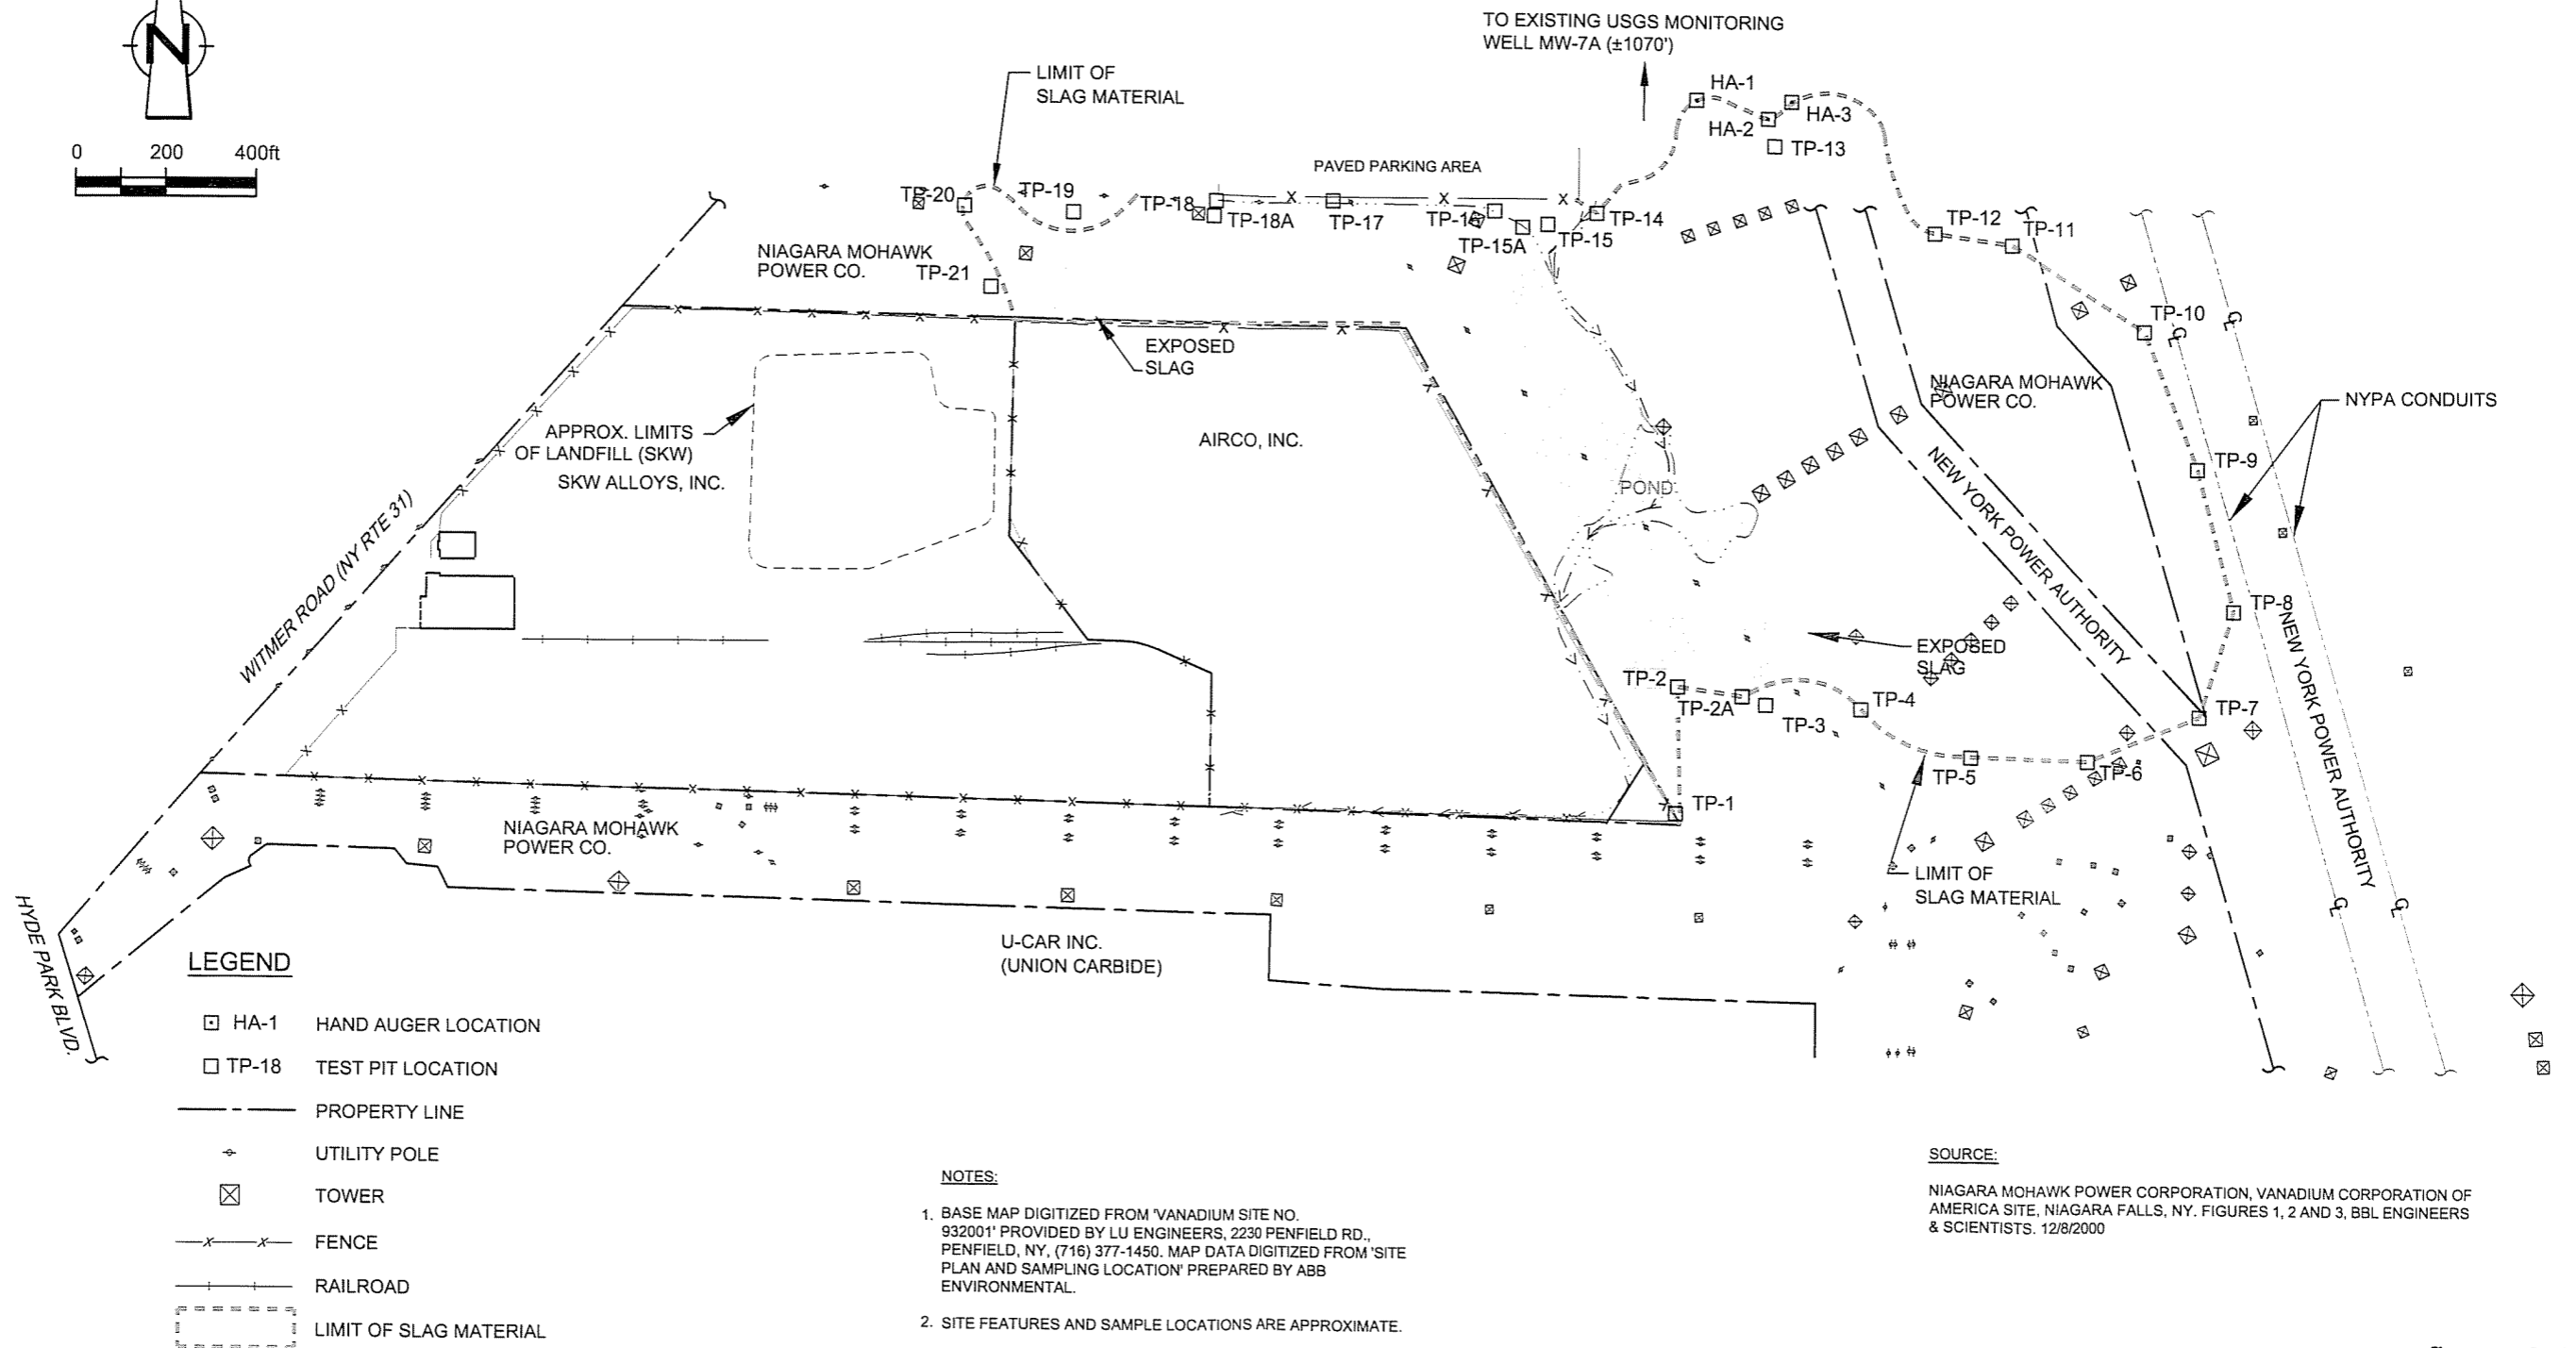 N
0 200 400ft
TO EXISTING USGS MONITORING
WELL MW-7A (±1070')
LIMIT OF
SLAG MATERIAL
HA-1
HA-2
HA-3
TP-13
PAVED PARKING AREA
TP-20
TP-19
TP-18
TP-18A
TP-17
TP-15A
TP-15
TP-14
TP-12
TP-11
NIAGARA MOHAWK
POWER CO.
TP-21
TP-10
EXPOSED
SLAG
NIAGARA MOHAWK
POWER CO.
NYPA CONDUITS
APPROX. LIMITS
OF LANDFILL (SKW)
SKW ALLOYS, INC.
AIRCO, INC.
POND
TP-9
NEW YORK POWER AUTHORITY
WITMER ROAD (NY RTE 31)
TP-8
NEW YORK POWER AUTHORITY
EXPOSED
SLAG
TP-2
TP-2A
TP-3
TP-4
TP-7
TP-5
TP-6
TP-1
NIAGARA MOHAWK
POWER CO.
LIMIT OF
SLAG MATERIAL
HYDE PARK BLVD.
U-CAR INC.
(UNION CARBIDE)
LEGEND
HA-1 HAND AUGER LOCATION
TP-18 TEST PIT LOCATION
PROPERTY LINE
UTILITY POLE
TOWER
FENCE
RAILROAD
LIMIT OF SLAG MATERIAL
NOTES:
1. BASE MAP DIGITIZED FROM 'VANADIUM SITE NO.
932001' PROVIDED BY LU ENGINEERS, 2230 PENFIELD RD.,
PENFIELD, NY, (716) 377-1450. MAP DATA DIGITIZED FROM 'SITE
PLAN AND SAMPLING LOCATION' PREPARED BY ABB
ENVIRONMENTAL.
2. SITE FEATURES AND SAMPLE LOCATIONS ARE APPROXIMATE.
SOURCE:
NIAGARA MOHAWK POWER CORPORATION, VANADIUM CORPORATION OF
AMERICA SITE, NIAGARA FALLS, NY. FIGURES 1, 2 AND 3, BBL ENGINEERS
& SCIENTISTS. 12/8/2000